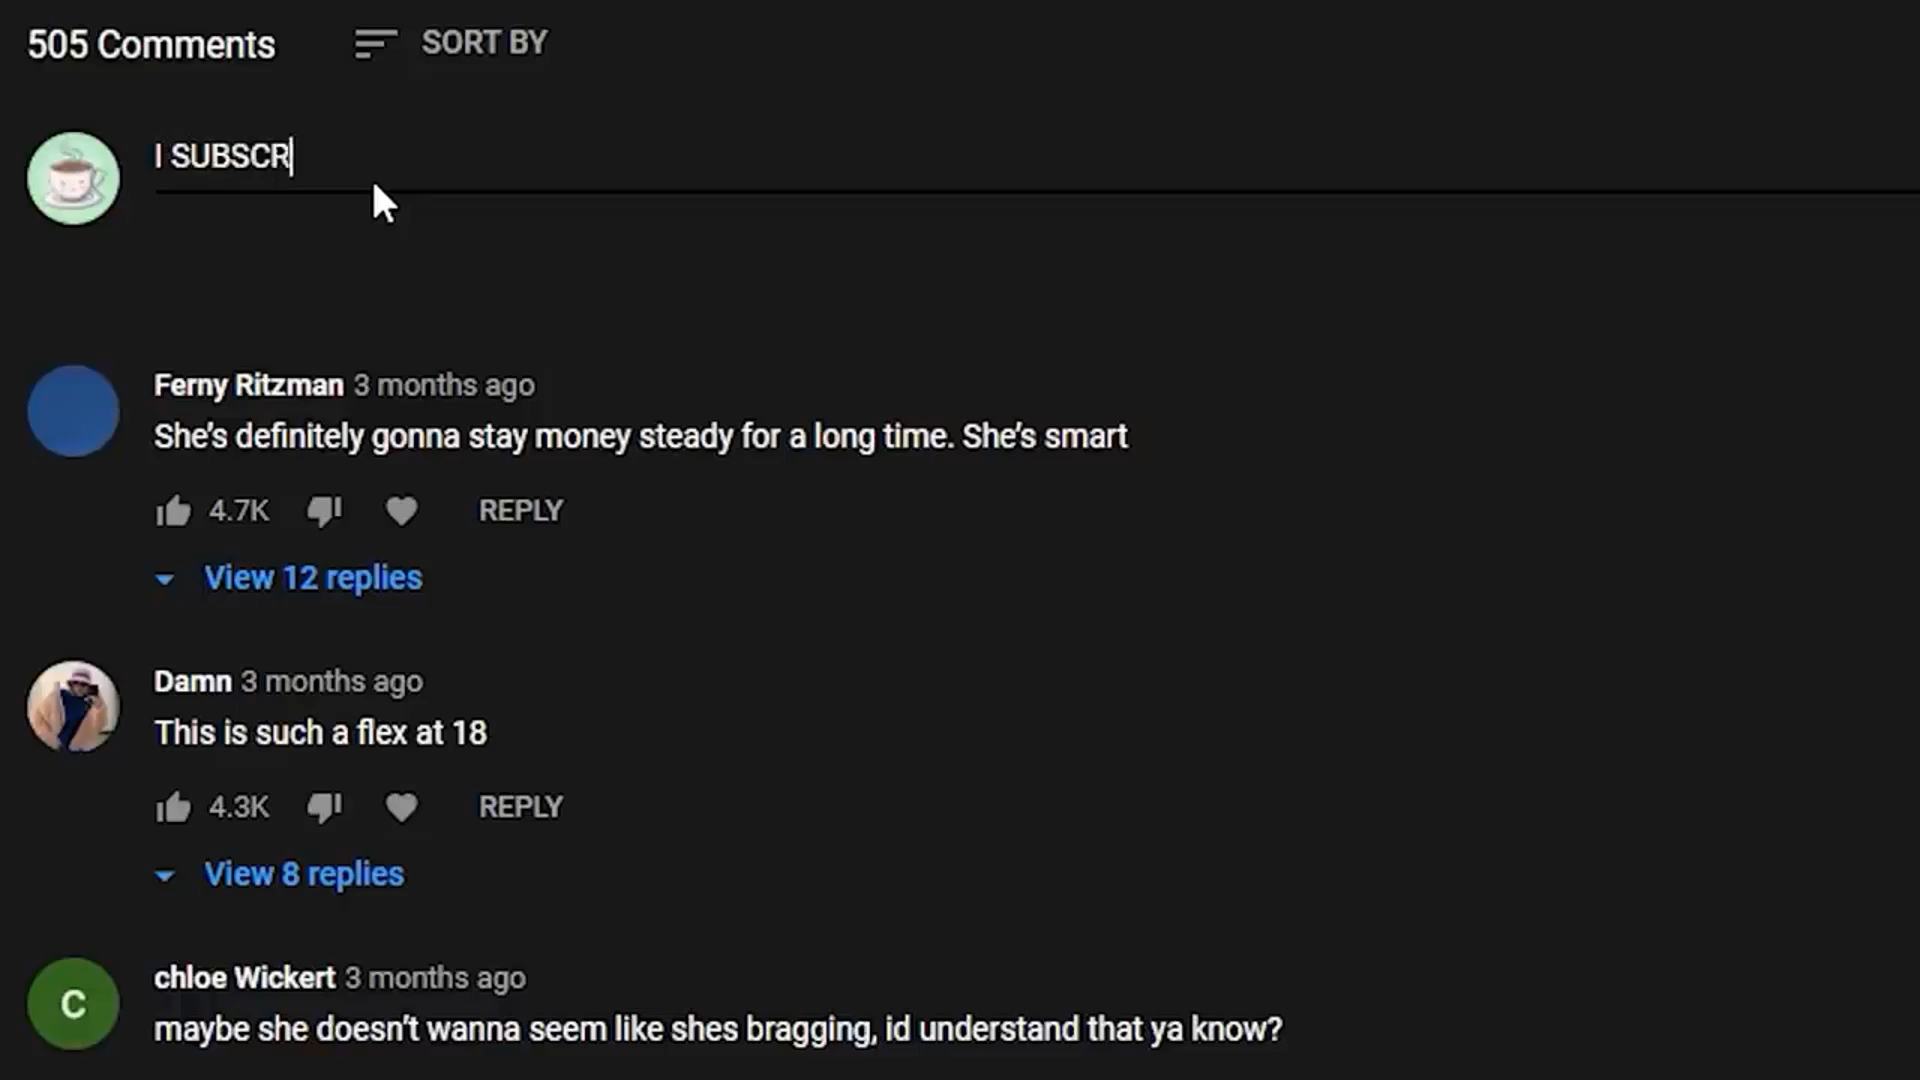 505 Comments SORT BY
I SUBSCR
Ferny Ritzman 3 months ago
She’s definitely gonna stay money steady for a long time. She’s smart
4.7K REPLY
View 12 replies
Damn 3 months ago
This is such a flex at 18
4.3K REPLY
View 8 replies
C
chloe Wickert 3 months ago
maybe she doesn’t wanna seem like shes bragging, id understand that ya know?